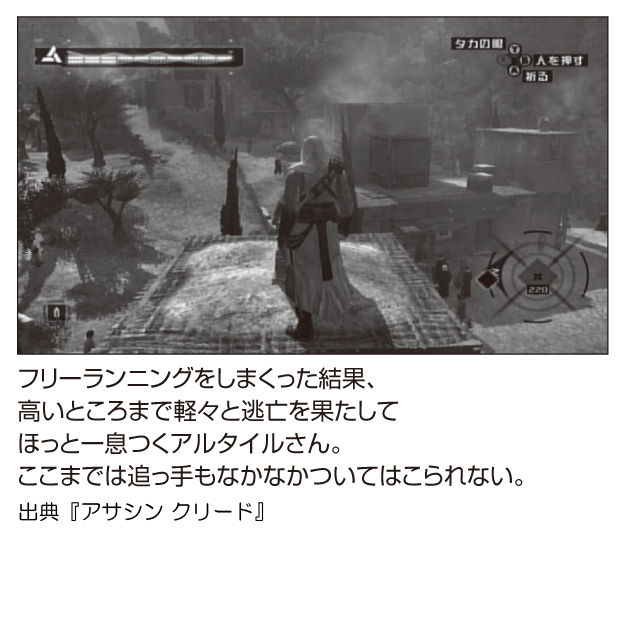 タカの眼
Y
X
B 人を押す
A
祈る
220
フリーランニングをしまくった結果、
高いところまで軽々と逃亡を果たして
ほっと一息つくアルタイルさん。
ここまでは追っ手もなかなかついてはこられない。
出典『アサシン クリード』